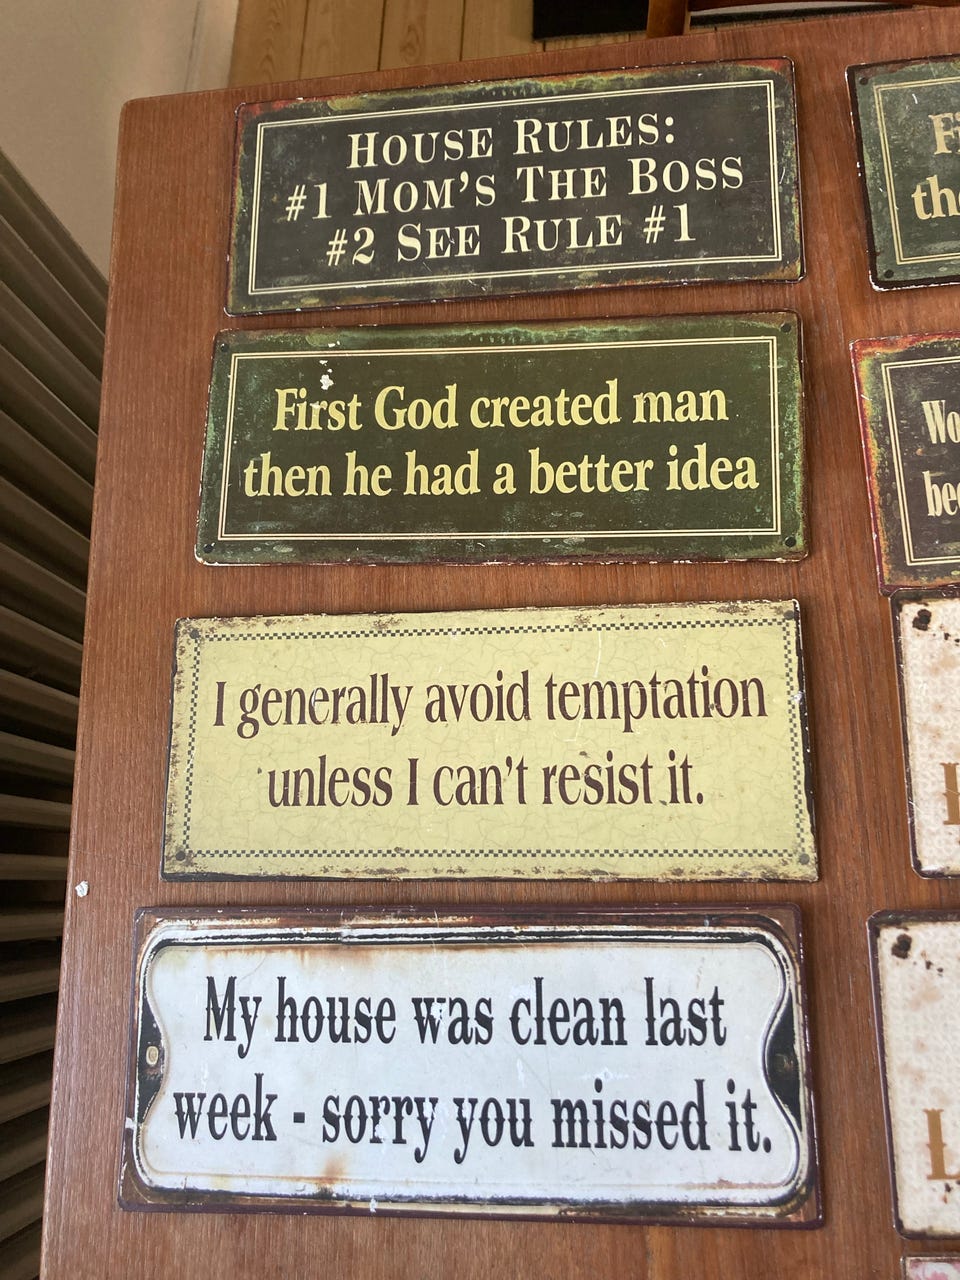 HOUSE RULES:
#1 MOM'S THE BOSS
#2 SEE RULE #1
First God created man
then he had a better idea
I generally avoid temptation
unless I can't resist it.
My house was clean last
week - sorry you missed it.